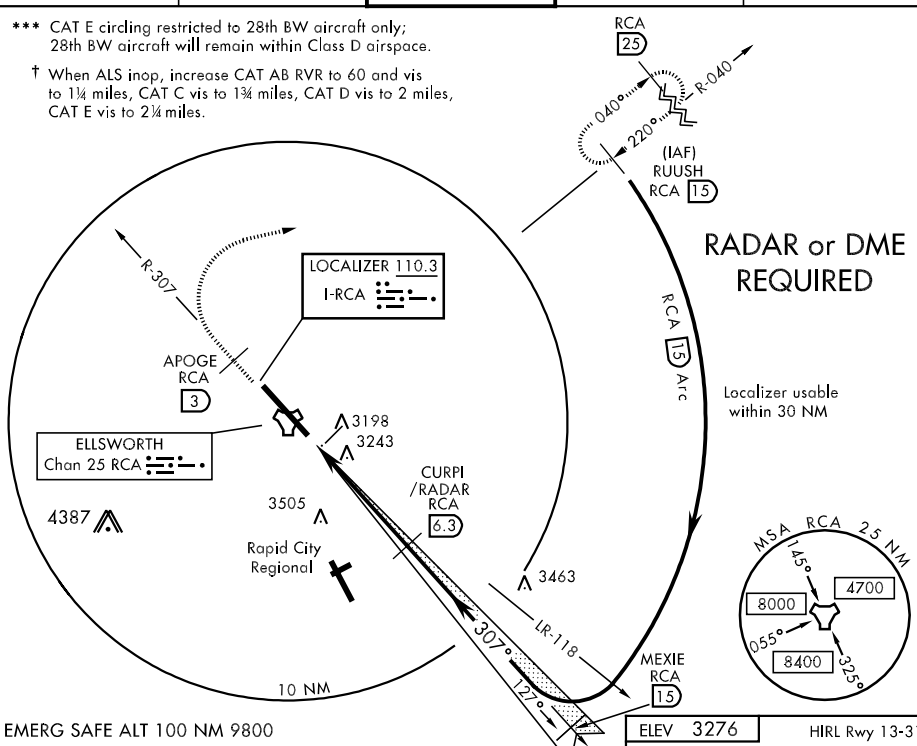 *** CAT E circling restricted to 28th BW aircraft only;
28th BW aircraft will remain within Class D airspace.
† When ALS inop, increase CAT AB RVR to 60 and vis
to 1¼ miles, CAT C vis to 1¾ miles, CAT D vis to 2 miles,
CAT E vis to 2¼ miles.
RCA
25
R-040
040°
220°
(IAF)
RUUSH
RCA 15
RADAR or DME
REQUIRED
R-307
LOCALIZER 110.3
I-RCA
APOGE
RCA
3
RCA 15 Arc
Localizer usable
within 30 NM
3198
3243
ELLSWORTH
Chan 25 RCA
CURPI
/RADAR
RCA
6.3
4387
3505
Rapid City
Regional
3463
MSA RCA 25 NM
145°
4700
8000
055°
8400
325°
LR-118
307°
127°
MEXIE
RCA
15
10 NM
EMERG SAFE ALT 100 NM 9800
ELEV 3276
HIRL Rwy 13-3